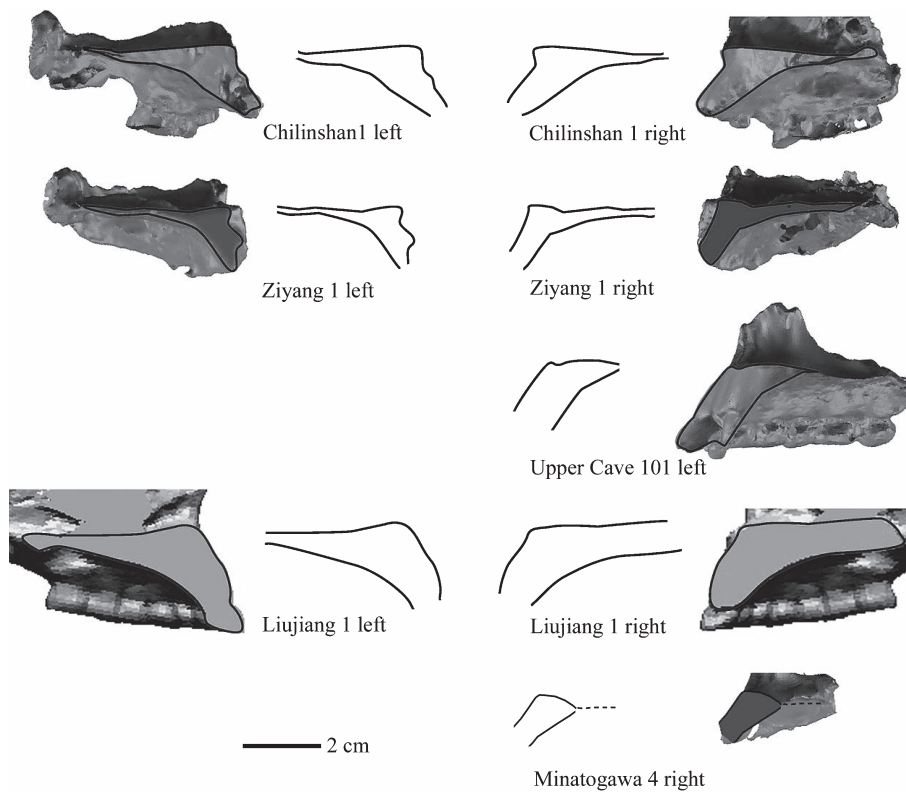 Chilinshan1 left
Chilinshan 1 right
Ziyang 1 left
Ziyang 1 right
Upper Cave 101 left
Liujiang 1 left
Liujiang 1 right
2 cm
Minatogawa 4 right